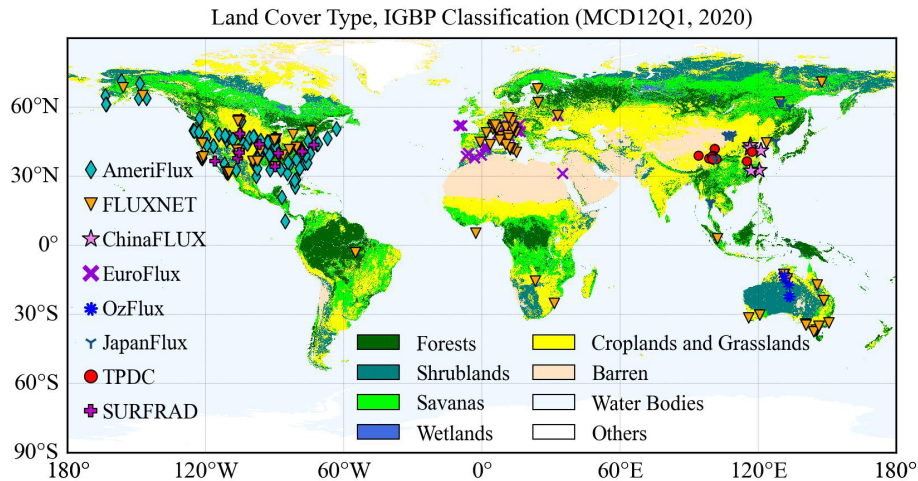 Land Cover Type, IGBP Classification (MCD12Q1, 2020)
60°N
30°N
0°
30°S
60°S
90°S
180°
120°W
60°W
0°
60°E
120°E
180°
AmeriFlux
FLUXNET
ChinaFLUX
EuroFlux
OzFlux
JapanFlux
TPDC
SURFRAD
Forests
Shrublands
Savanas
Wetlands
Croplands and Grasslands
Barren
Water Bodies
Others